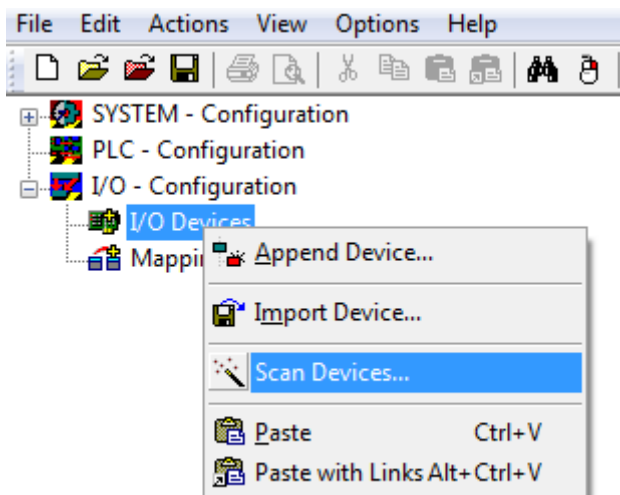 File Edit Actions View Options Help
SYSTEM - Configuration
PLC - Configuration
I/O - Configuration
I/O Devices
Mappi
Append Device...
Import Device...
Scan Devices...
Paste Ctrl+V
Paste with Links Alt+Ctrl+V